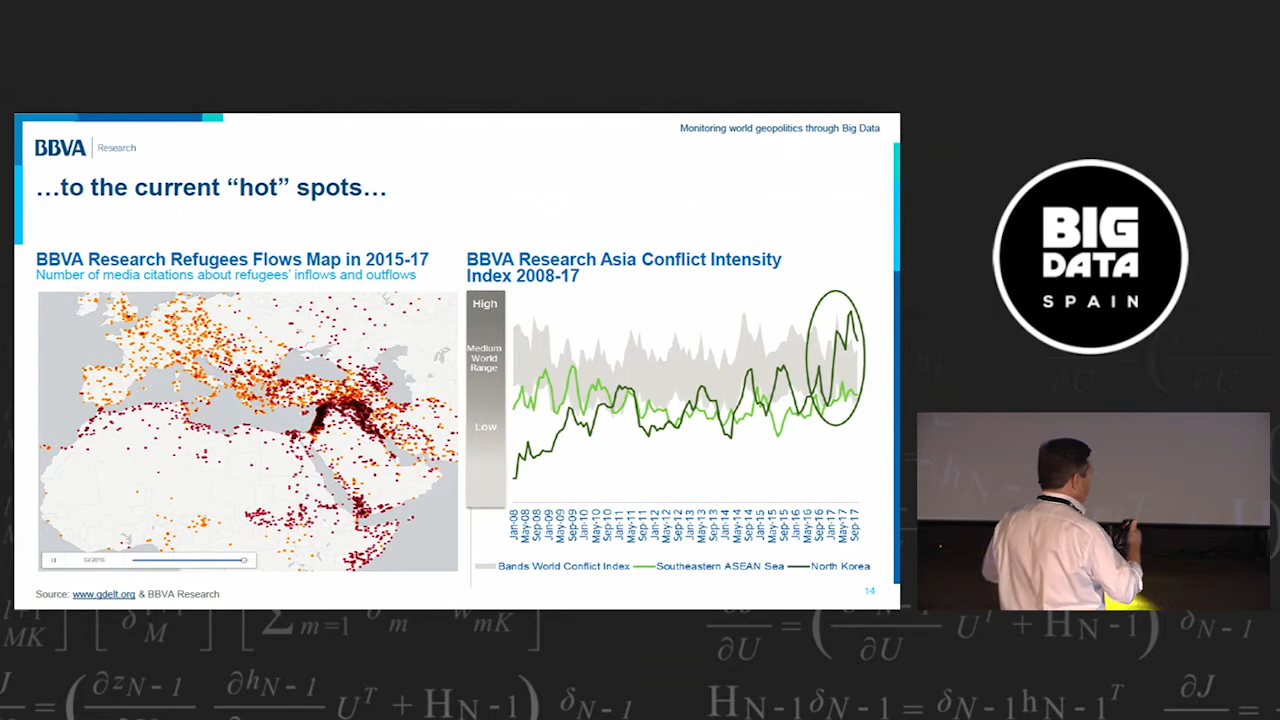 Monitoring world geopolitics through Big Data
BBVA Research
…to the current “hot” spots…
BBVA Research Refugees Flows Map in 2015-17
Number of media citations about refugees' inflows and outflows
02/2016
BBVA Research Asia Conflict Intensity
Index 2008-17
High
Medium
World
Range
Low
Jan-08
May-08
Sep-08
Jan-09
May-09
Sep-09
Jan-10
May-10
Sep-10
Jan-11
May-11
Sep-11
Jan-12
May-12
Sep-12
Jan-13
May-13
Sep-13
Jan-14
May-14
Sep-14
Jan-15
May-15
Sep-15
Jan-16
May-16
Sep-16
Jan-17
May-17
Sep-17
Bands World Conflict Index Southeastern ASEAN Sea North Korea
Source: www.gdelt.org & BBVA Research
14
BIG
DATA
SPAIN